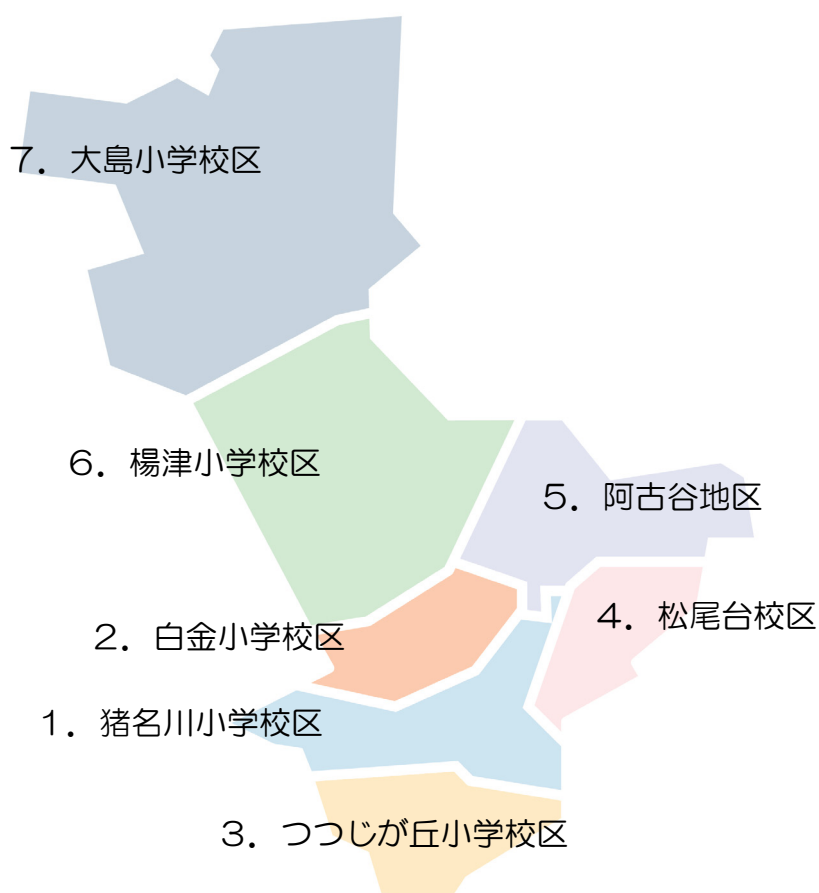 7．大島小学校区
6．楊津小学校区
5．阿古谷地区
4．松尾台校区
2．白金小学校区
1．猪名川小学校区
3．つつじが丘小学校区